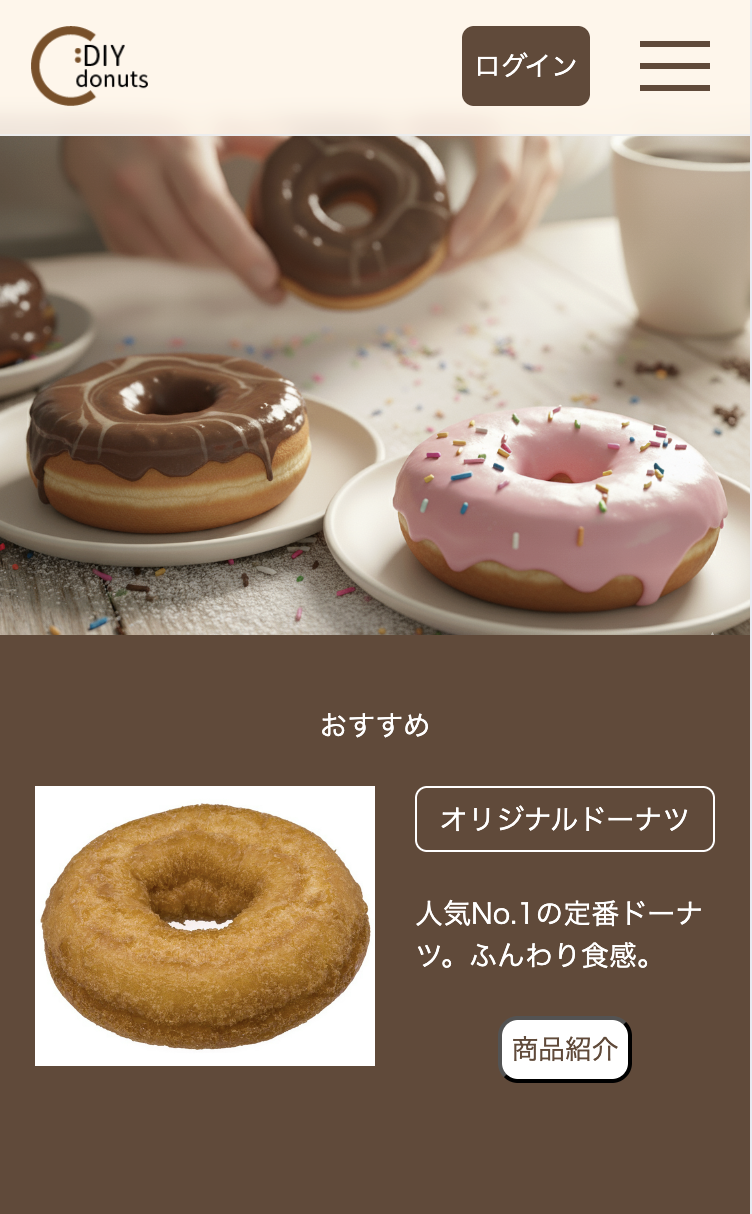 :DIY
donuts
ログイン
おすすめ
オリジナルドーナツ
人気No.1の定番ドーナ
ツ。ふんわり食感。
商品紹介